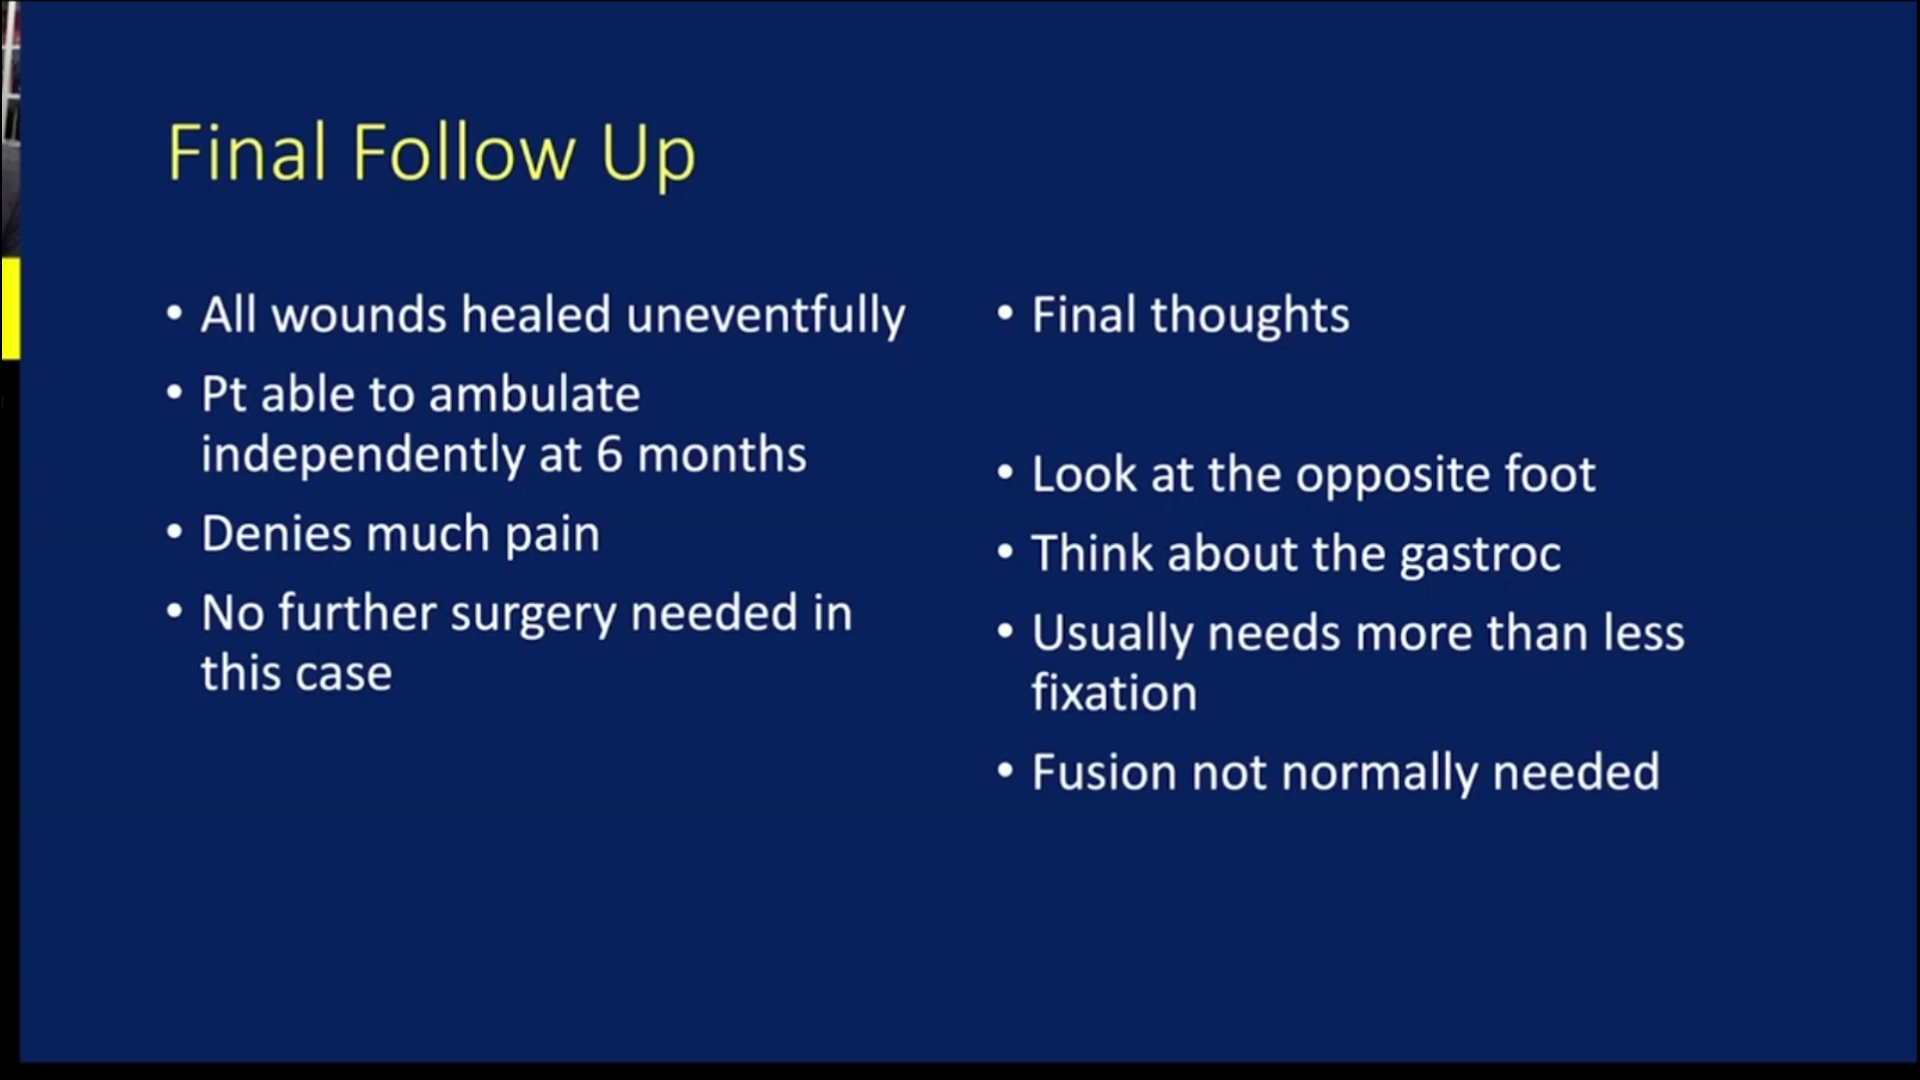 Final Follow Up
• All wounds healed uneventfully
• Pt able to ambulate
independently at 6 months
• Denies much pain
• No further surgery needed in
this case
• Final thoughts
• Look at the opposite foot
• Think about the gastroc
• Usually needs more than less
fixation
• Fusion not normally needed